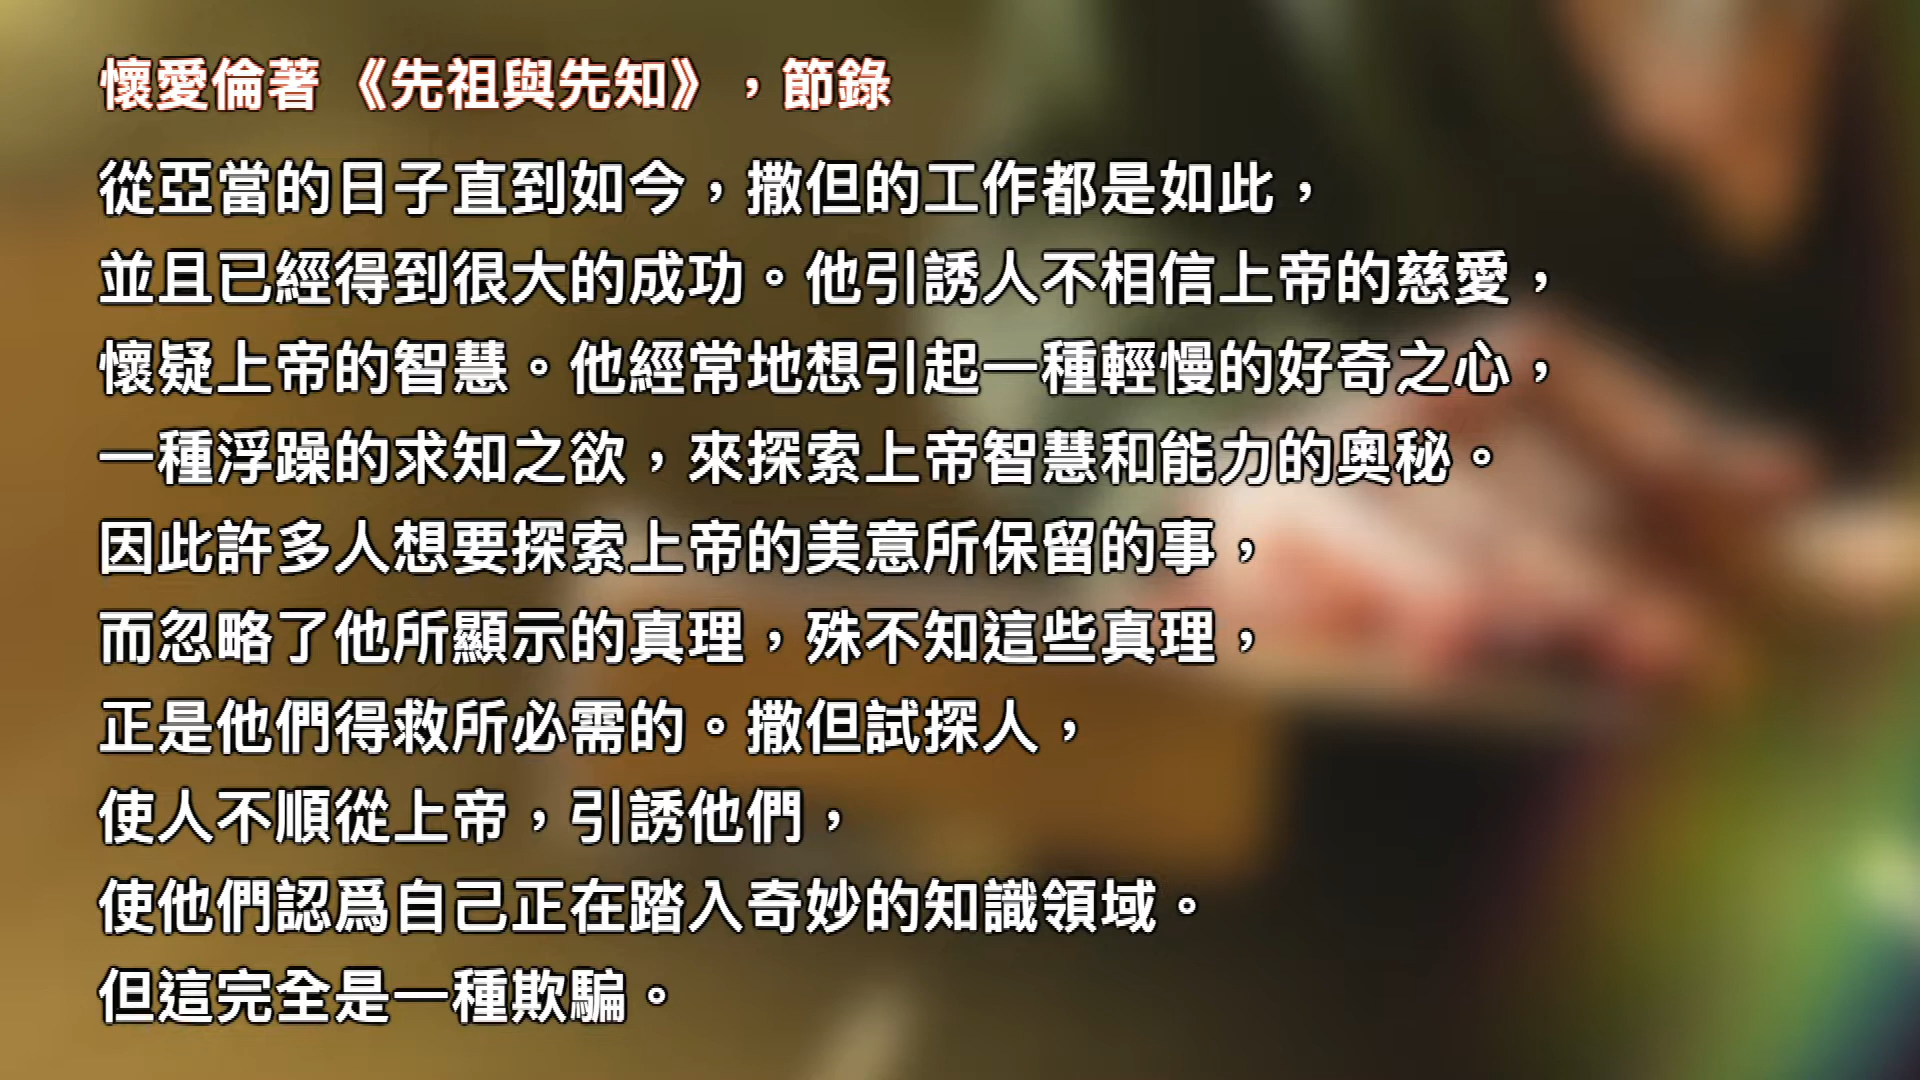 懷愛倫著 《先祖與先知》，節錄
從亞當的日子直到如今，撒但的工作都是如此，
並且已經得到很大的成功。他引誘人不相信上帝的慈愛，
懷疑上帝的智慧。他經常地想引起一種輕慢的好奇之心，
一種浮躁的求知之欲，來探索上帝智慧和能力的奧秘。
因此許多人想要探索上帝的美意所保留的事，
而忽略了他所顯示的真理，殊不知這些真理，
正是他們得救所必需的。撒但試探人，
使人不順從上帝，引誘他們，
使他們認爲自己正在踏入奇妙的知識領域。
但這完全是一種欺騙。